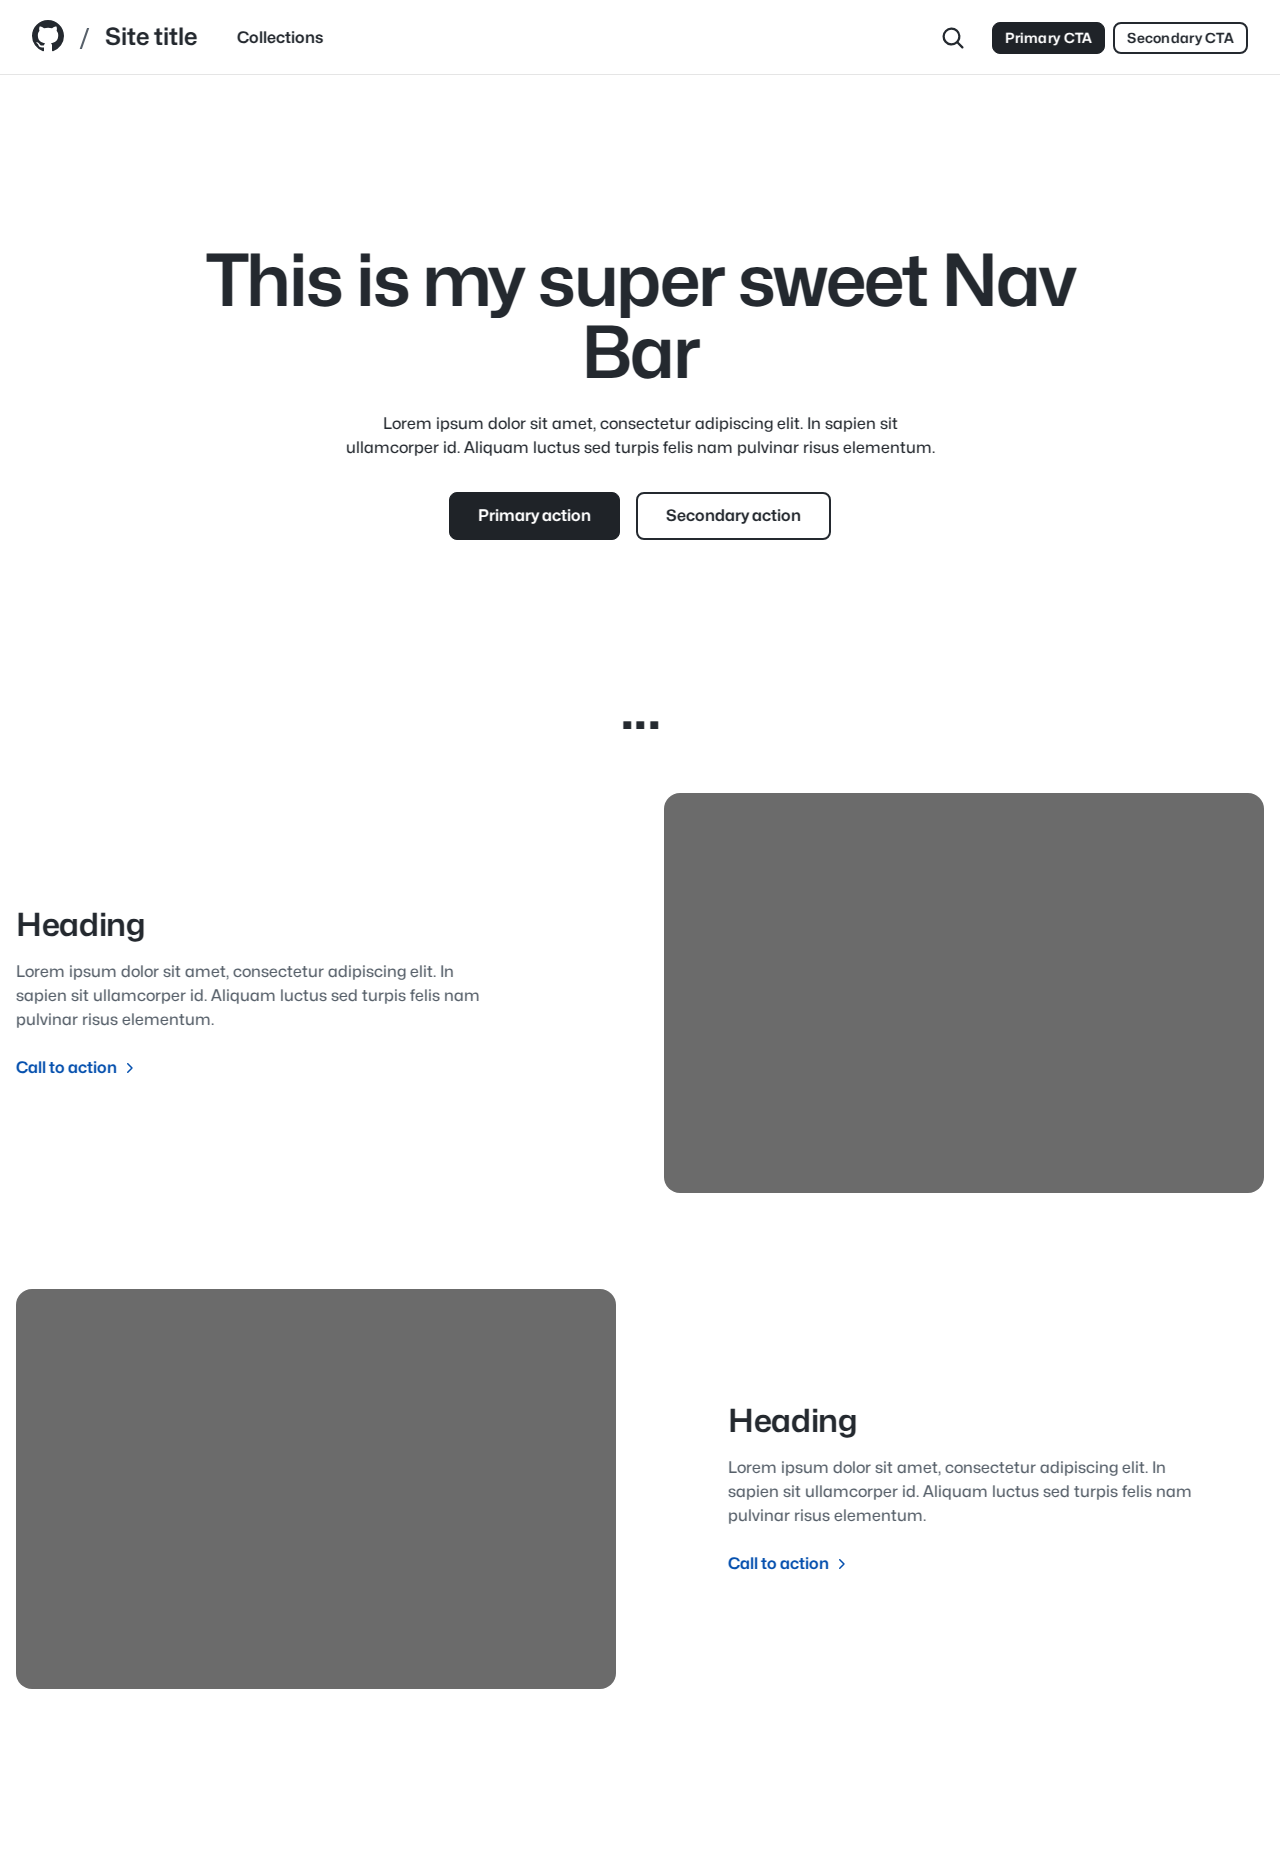 / Site title Collections Primary CTA Secondary CTA
This is my super sweet Nav
Bar
Lorem ipsum dolor sit amet, consectetur adipiscing elit. In sapien sit
ullamcorper id. Aliquam luctus sed turpis felis nam pulvinar risus elementum.
Primary action Secondary action
...
Heading
Lorem ipsum dolor sit amet, consectetur adipiscing elit. In
sapien sit ullamcorper id. Aliquam luctus sed turpis felis nam
pulvinar risus elementum.
Call to action
Heading
Lorem ipsum dolor sit amet, consectetur adipiscing elit. In
sapien sit ullamcorper id. Aliquam luctus sed turpis felis nam
pulvinar risus elementum.
Call to action